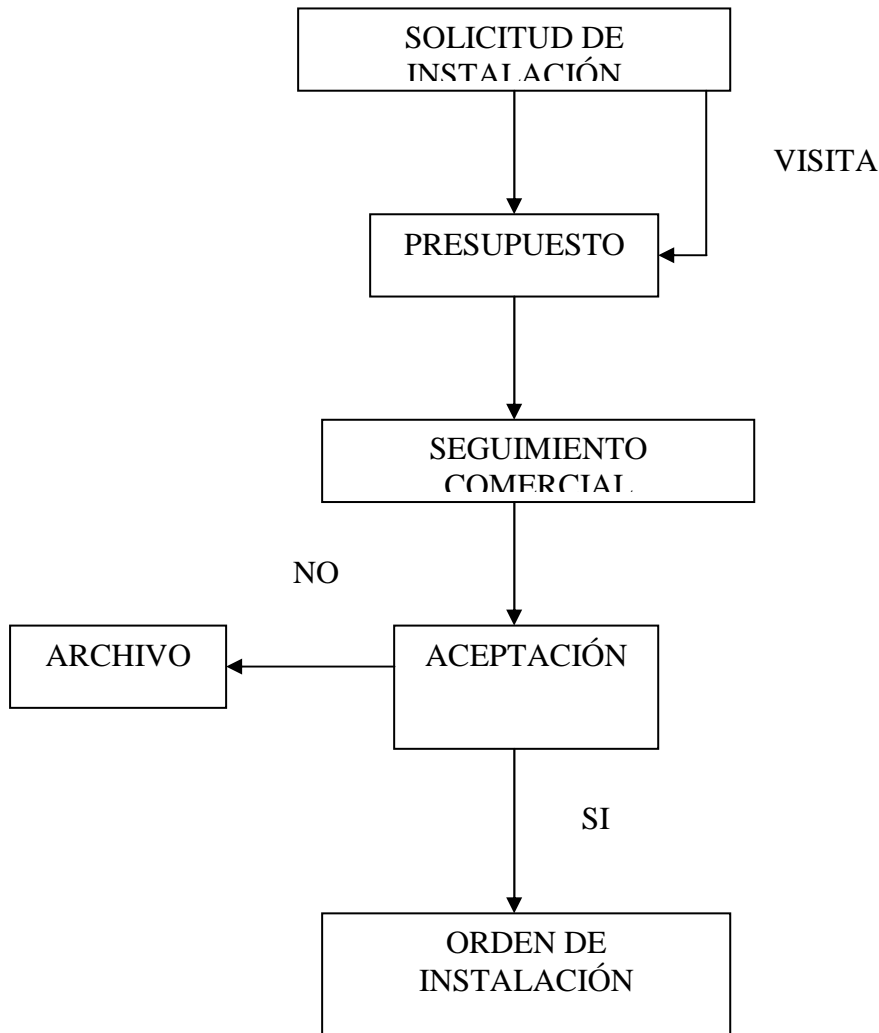 SOLICITUD DE
INSTALACIÓN
VISITA
PRESUPUESTO
SEGUIMIENTO
COMERCIAL
NO
ARCHIVO
ACEPTACIÓN
SI
ORDEN DE
INSTALACIÓN